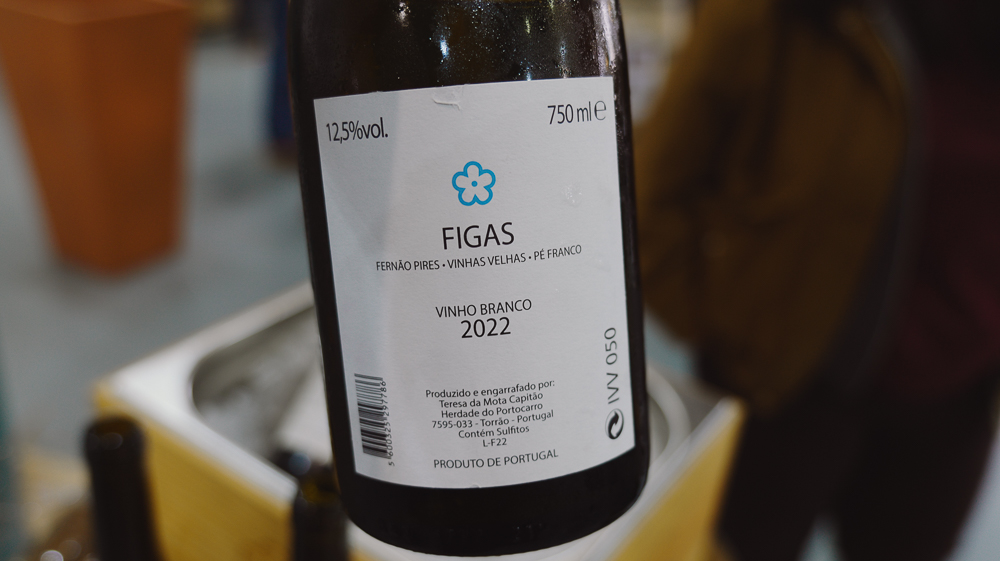 12,5%vol.
750 ml ℮
FIGAS
FERNÃO PIRES • VINHAS VELHAS • PÉ FRANCO
VINHO BRANCO
2022
Produzido e engarrafado por:
Teresa da Mota Capitão
Herdade do Portocarro
7595-033 - Torrão - Portugal
Contém Sulfitos
L-F22
PRODUTO DE PORTUGAL
IVV 050